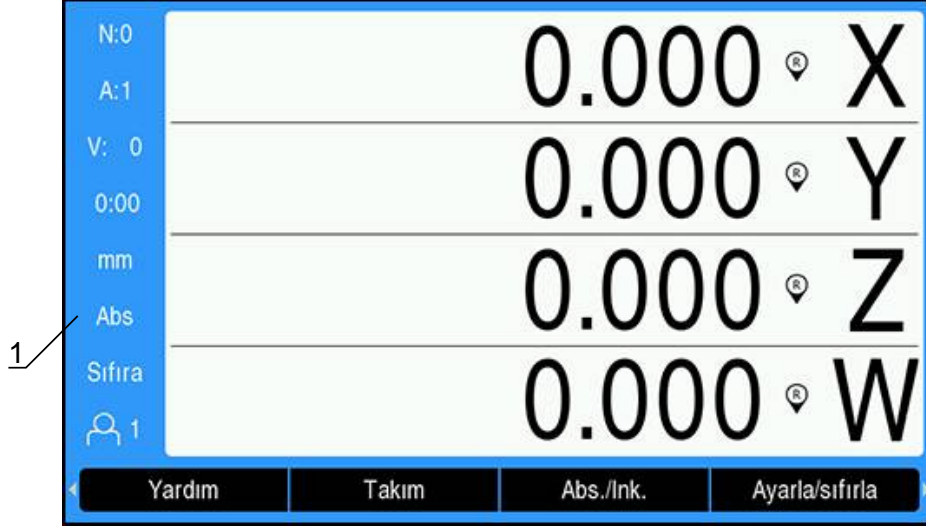 N:0
0.000 R X
A:1
V: 0
0.000 R Y
0:00
mm
0.000 R Z
Abs
1
Sıfıra
0.000 R W
1
Yardım Takım Abs./Ink. Ayarla/sıfırla